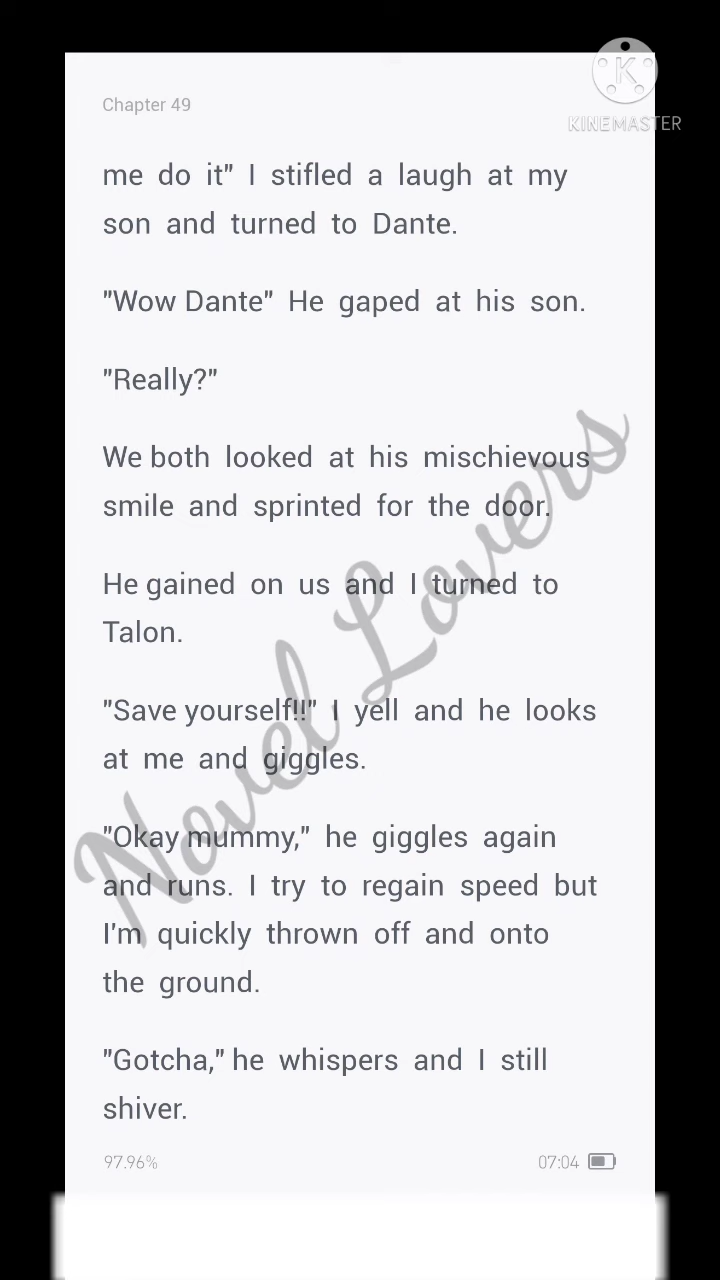 K
KINEMASTER
Chapter 49
me do it" I stifled a laugh at my
son and turned to Dante.
"Wow Dante" He gaped at his son.
"Really?"
We both looked at his mischievous
smile and sprinted for the door.
He gained on us and I turned to
Talon.
"Save yourself!!" I yell and he looks
at me and giggles.
"Okay mummy," he giggles again
and runs. I try to regain speed but
I'm quickly thrown off and onto
the ground.
"Gotcha," he whispers and I still
shiver.
97.96%
07:04
Novel Lovers